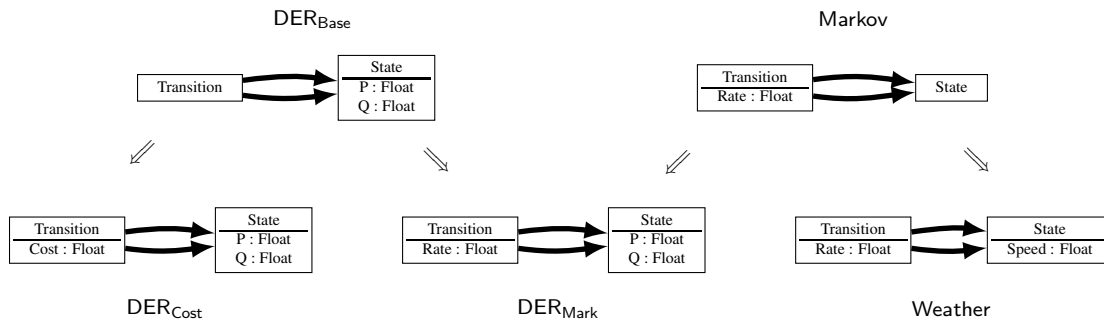 DER_Base
Markov
Transition
State
P : Float
Q : Float
Transition
Rate : Float
State
Transition
Cost : Float
State
P : Float
Q : Float
Transition
Rate : Float
State
P : Float
Q : Float
Transition
Rate : Float
State
Speed : Float
DER_Cost
DER_Mark
Weather